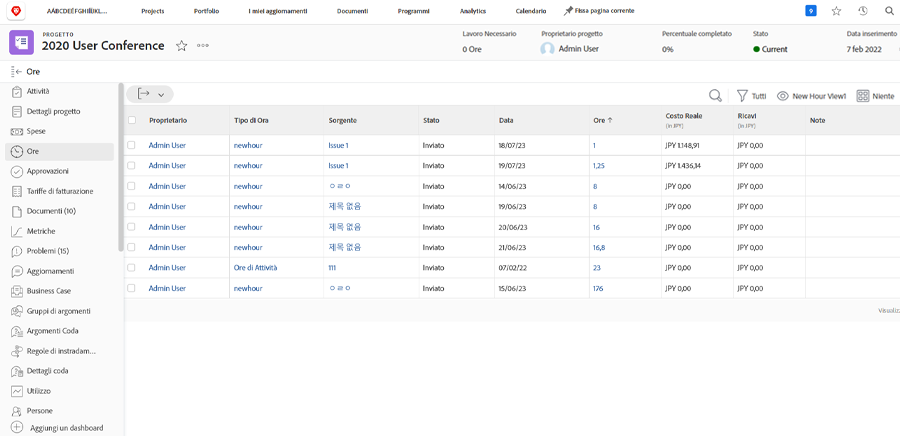 Projects Portfolio I miei aggiornamenti Documenti Programmi Analytics Calendario Fissa pagina corrente 9
PROGETTO
2020 User Conference
Lavoro Necessario Proprietario progetto Percentuale completato Stato Data inserimento
0 Ore Admin User 0% Current 7 feb 2022
Ore
Attività
Dettagli progetto
Spese
Ore
Approvazioni
Tariffe di fatturazione
Documenti (10)
Metriche
Problemi (15)
Aggiornamenti
Business Case
Gruppi di argomenti
Argomenti Coda
Regole di instradam...
Dettagli coda
Utilizzo
Persone
Aggiungi un dashboard
Tutti New Hour View1 Niente
Proprietario Tipo di Ora Sorgente Stato Data Ore ↑ Costo Reale Ricavi Note
(in JPY) (in JPY)
Admin User newhour Issue 1 Inviato 18/07/23 1 JPY 1.148,91 JPY 0,00
Admin User newhour Issue 1 Inviato 19/07/23 1,25 JPY 1.436,14 JPY 0,00
Admin User newhour ㅇㄹㅇ Inviato 14/06/23 8 JPY 0,00 JPY 0,00
Admin User newhour 제목 없음 Inviato 19/06/23 8 JPY 0,00 JPY 0,00
Admin User newhour 제목 없음 Inviato 20/06/23 16 JPY 0,00 JPY 0,00
Admin User newhour 제목 없음 Inviato 21/06/23 16,8 JPY 0,00 JPY 0,00
Admin User Ore di Attività 111 Inviato 07/02/22 23 JPY 0,00 JPY 0,00
Admin User newhour ㅇㄹㅇ Inviato 15/06/23 176 JPY 0,00 JPY 0,00
Visualiz